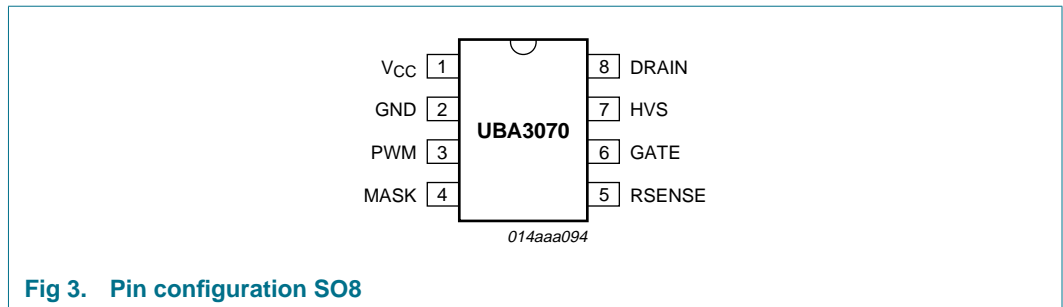 VCC 1 8 DRAIN
GND 2 7 HVS
UBA3070
PWM 3 6 GATE
MASK 4 5 RSENSE
014aaa094
Fig 3. Pin configuration SO8